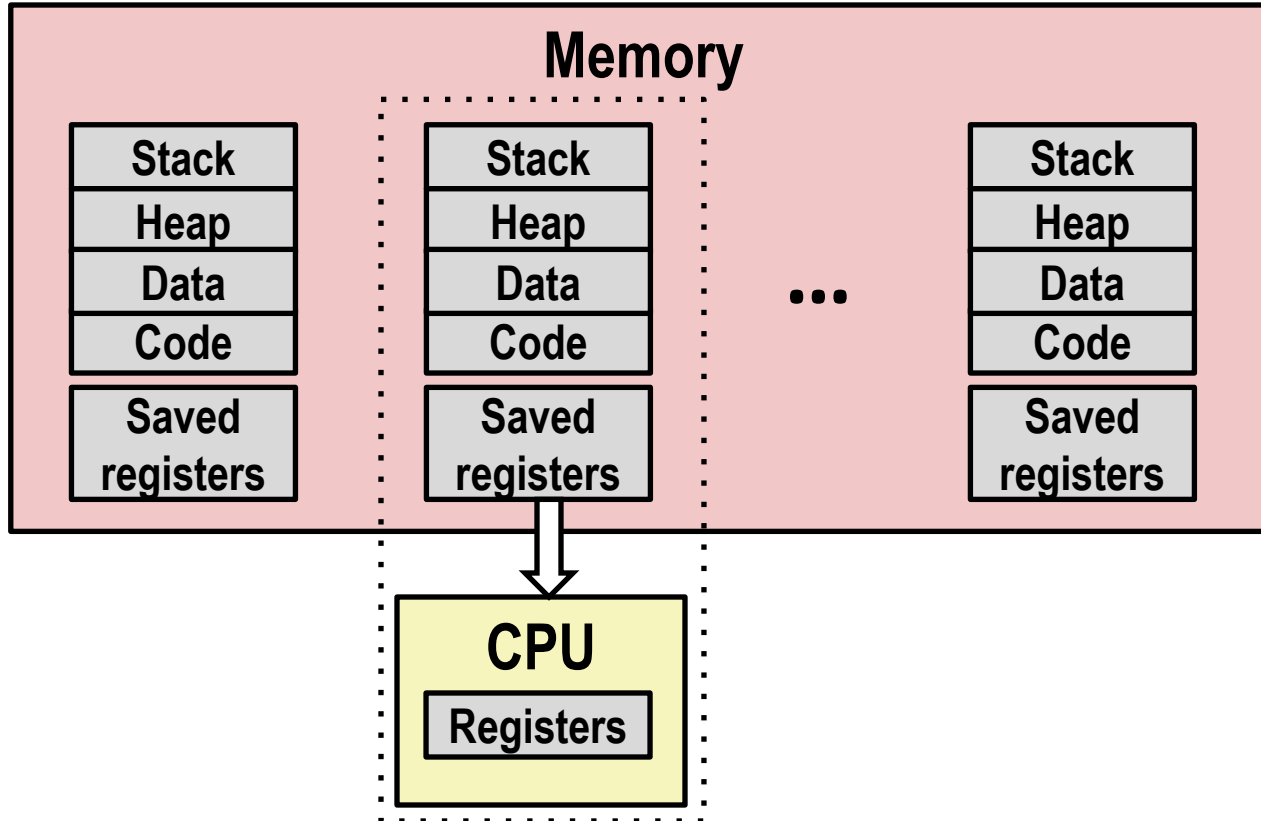 Memory
Stack
Heap
Data
Code
Saved
registers
Stack
Heap
Data
Code
Saved
registers
...
Stack
Heap
Data
Code
Saved
registers
CPU
Registers